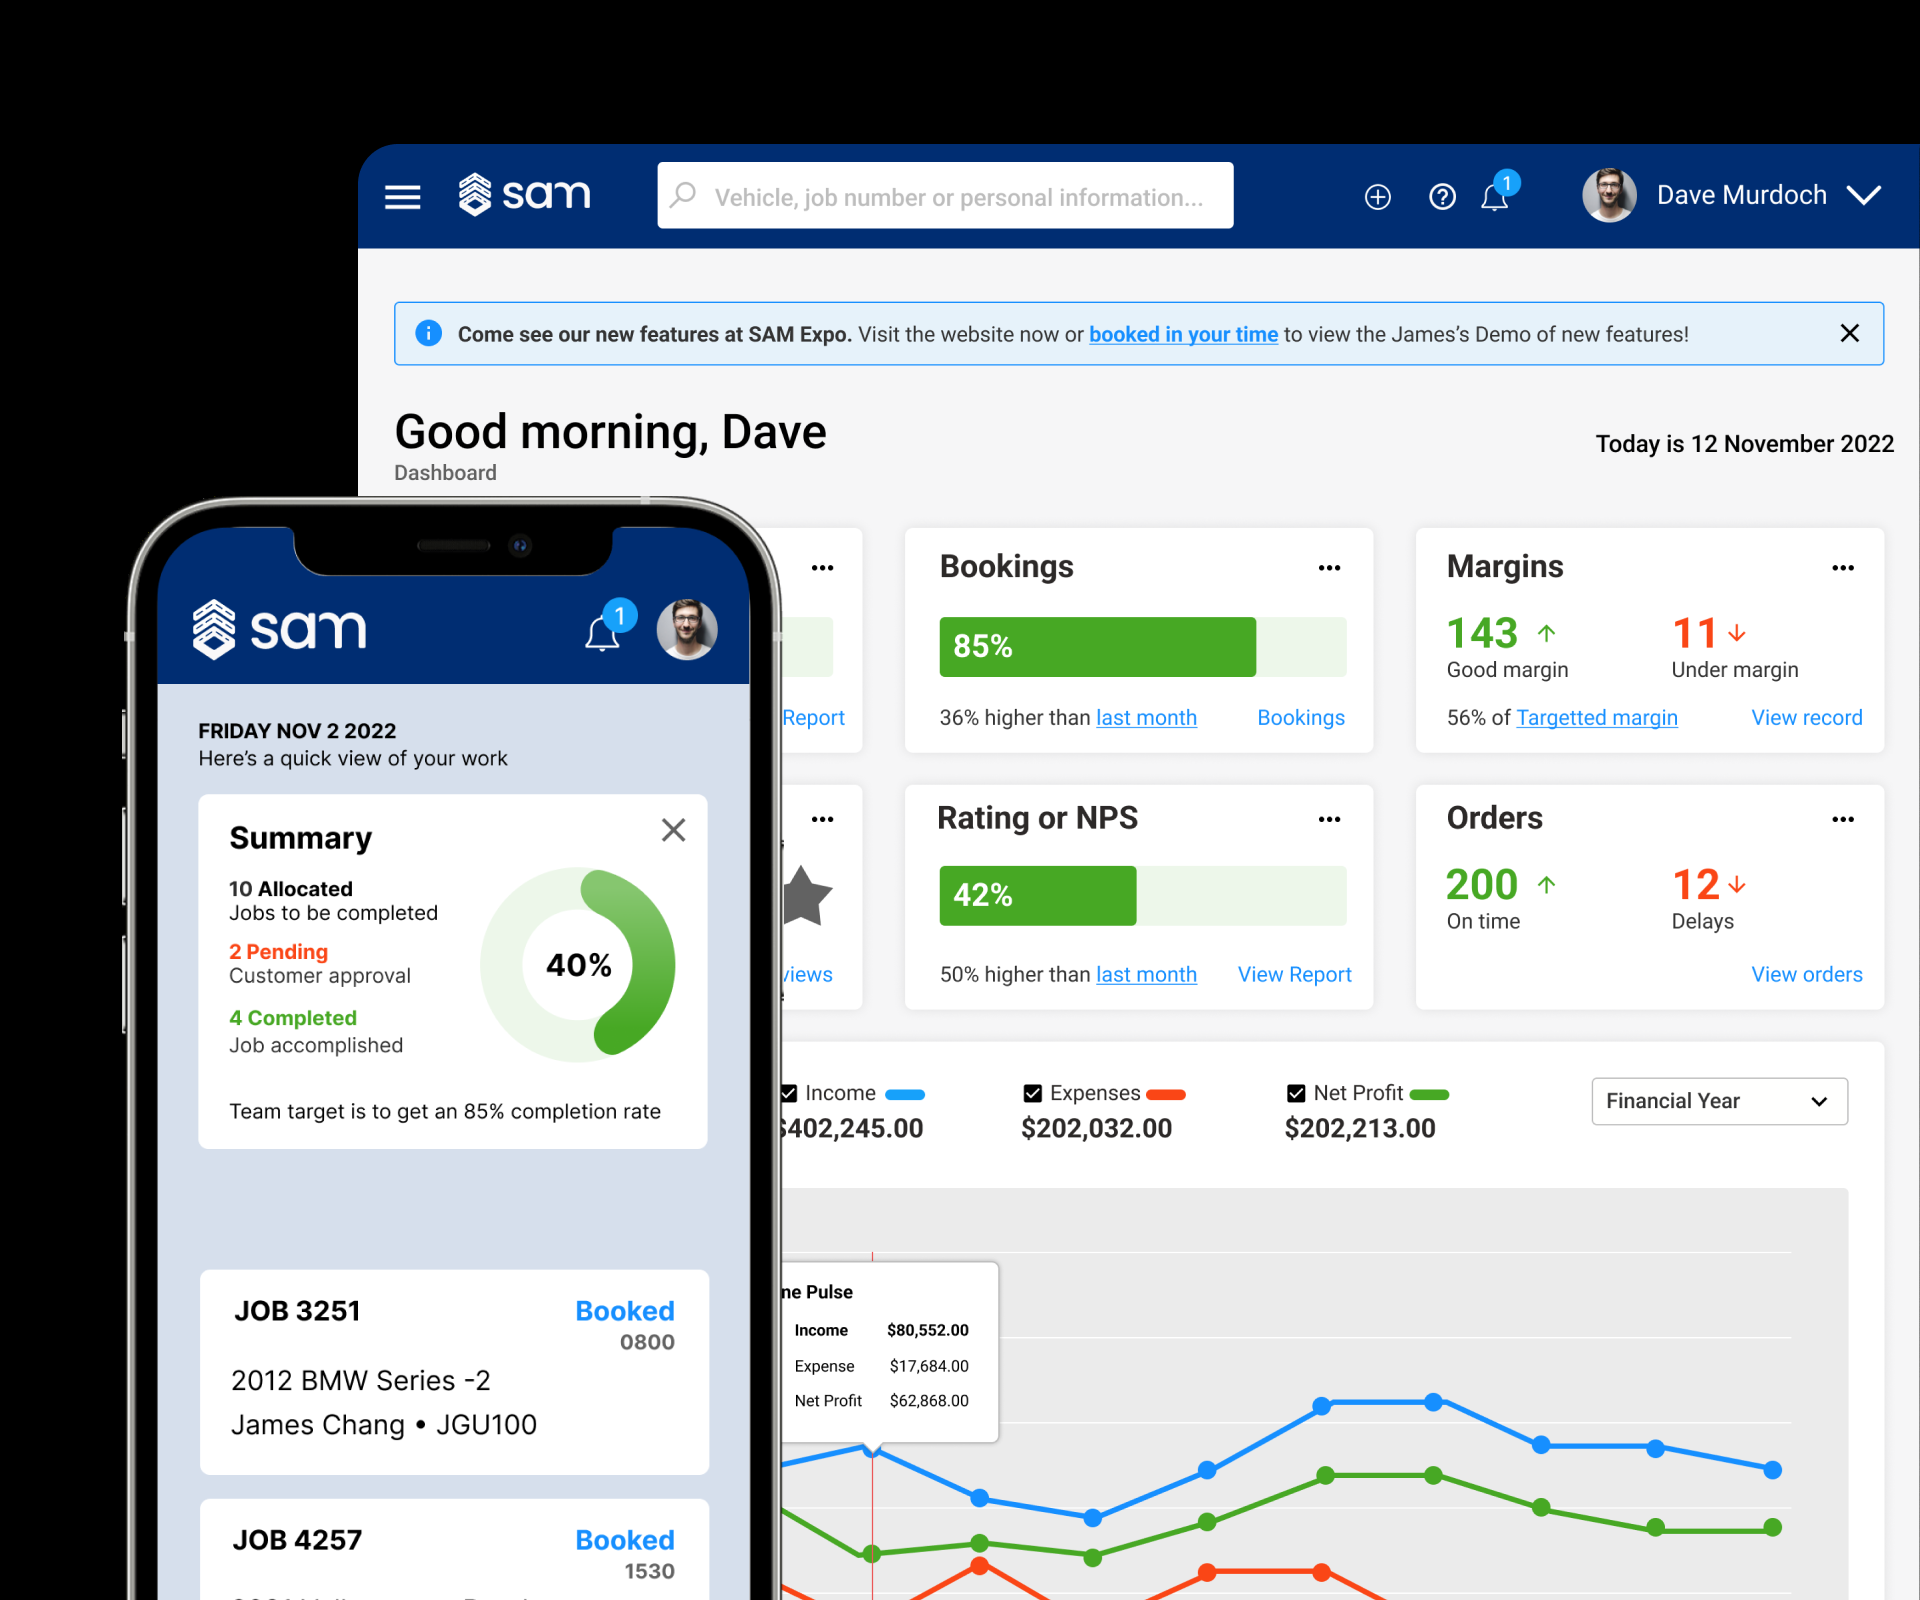 sam
Vehicle, job number or personal information...
1
Dave Murdoch
Come see our new features at SAM Expo. Visit the website now or booked in your time to view the James's Demo of new features!
Good morning, Dave
Dashboard
Today is 12 November 2022
Report
Bookings
85%
36% higher than last month
Bookings
Margins
143
Good margin
11
Under margin
56% of Targetted margin
View record
Rating or NPS
42%
50% higher than last month
View Report
Orders
200
On time
12
Delays
View orders
Income
$402,245.00
Expenses
$202,032.00
Net Profit
$202,213.00
Financial Year
Pulse
Income $80,552.00
Expense $17,684.00
Net Profit $62,868.00
sam
1
FRIDAY NOV 2 2022
Here's a quick view of your work
Summary
10 Allocated
Jobs to be completed
2 Pending
Customer approval
4 Completed
Job accomplished
40%
Team target is to get an 85% completion rate
JOB 3251
Booked
0800
2012 BMW Series -2
James Chang • JGU100
JOB 4257
Booked
1530